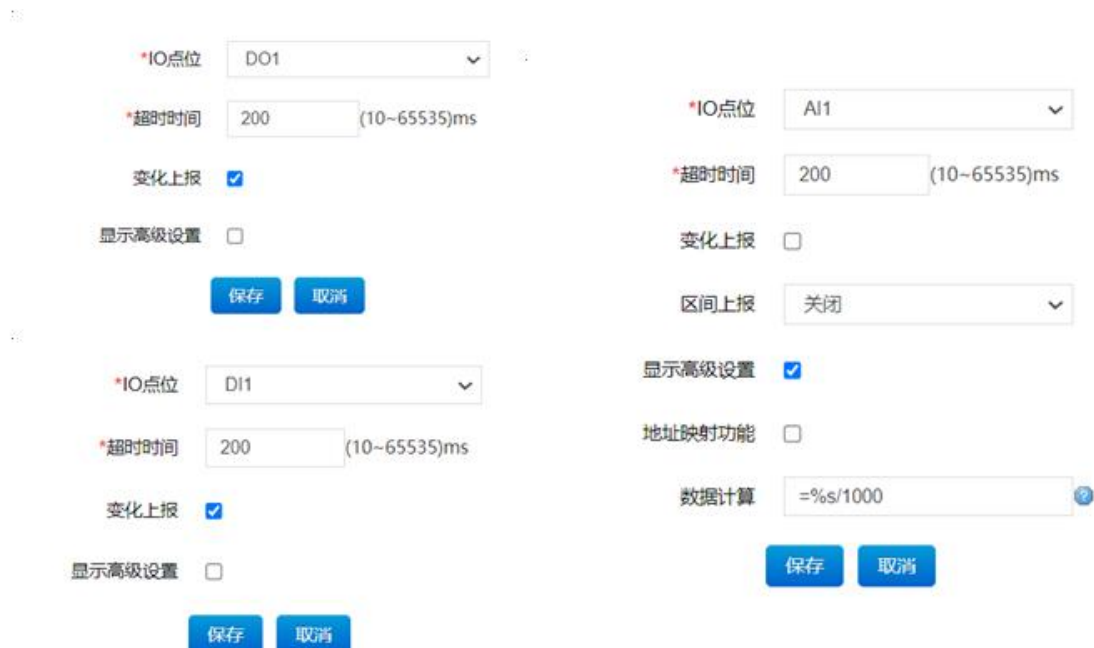 *IO点位 DO1
*超时时间 200 (10~65535)ms
变化上报
显示高级设置
保存 取消
*IO点位 DI1
*超时时间 200 (10~65535)ms
变化上报
显示高级设置
保存 取消
*IO点位 AI1
*超时时间 200 (10~65535)ms
变化上报
区间上报 关闭
显示高级设置
地址映射功能
数据计算 =%s/1000
保存 取消